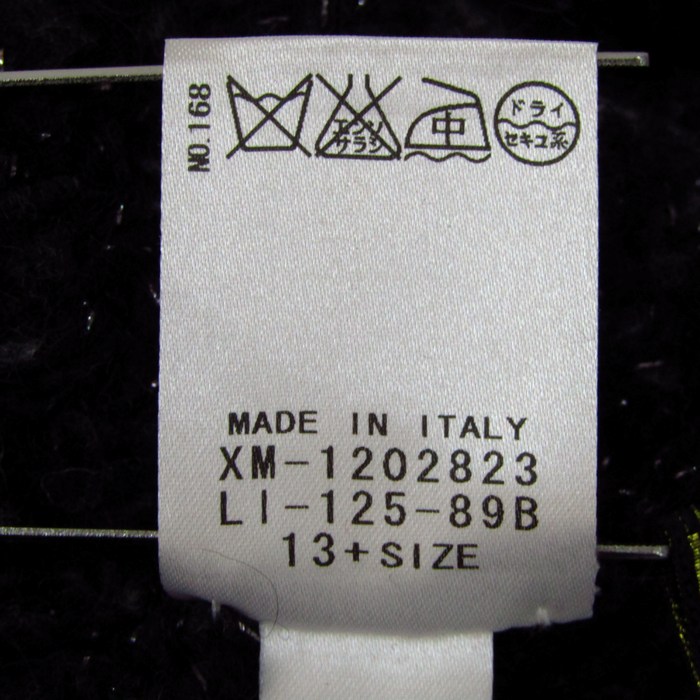 NO.168
エンソ
サラシ
中
ドライ
セキユ系
MADE IN ITALY
XM-1202823
LI-125-89B
13+SIZE